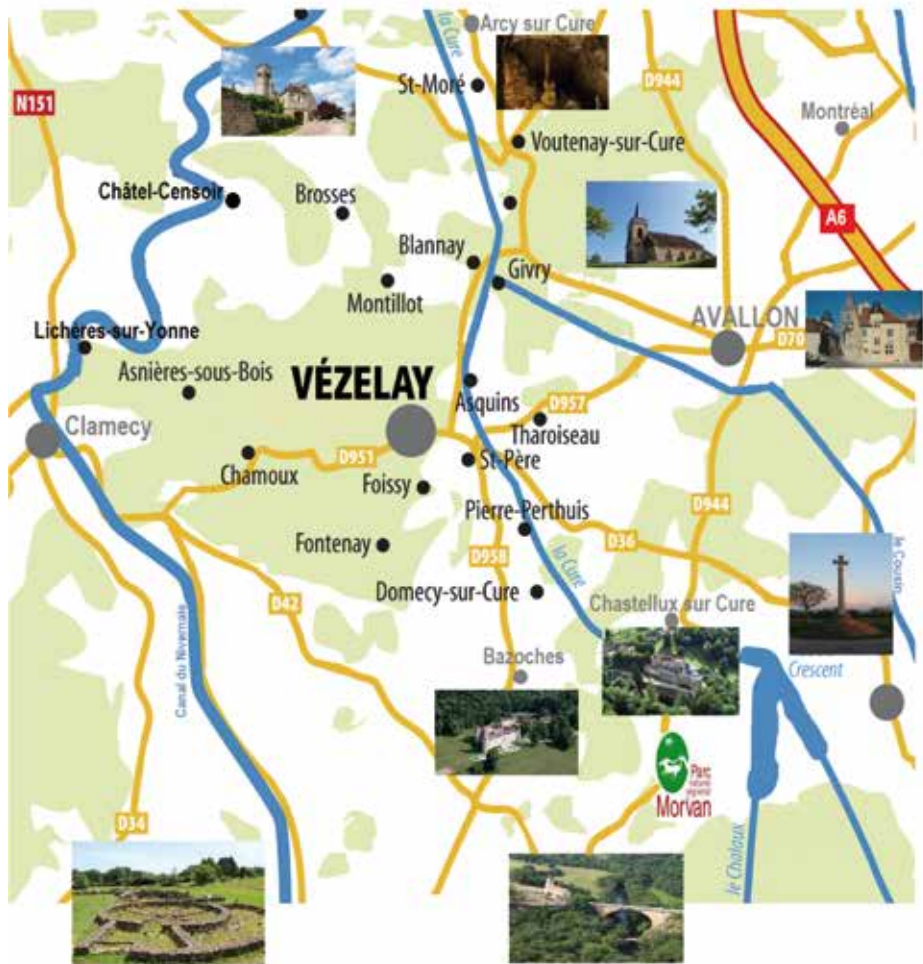 la Cure
Arcy sur Cure
N151
St-Moré
D944
Montréal
Voutenay-sur-Cure
Châtel-Censoir
Brosses
A6
Blannay
Givry
Montillot
Lichères-sur-Yonne
AVALLON
D70
Asnières-sous-Bois
VÉZELAY
Asquins
D957
Clamecy
Tharoiseau
D951
St-Père
Chamoux
Foissy
D944
Pierre-Perthuis
Fontenay
D958
D36
la Cure
le Cousin
Domecy-sur-Cure
D42
Chastellux sur Cure
Canal du Nivernais
Bazoches
Crescent
Parc
naturel
régional
Morvan
D34
le Chalaux